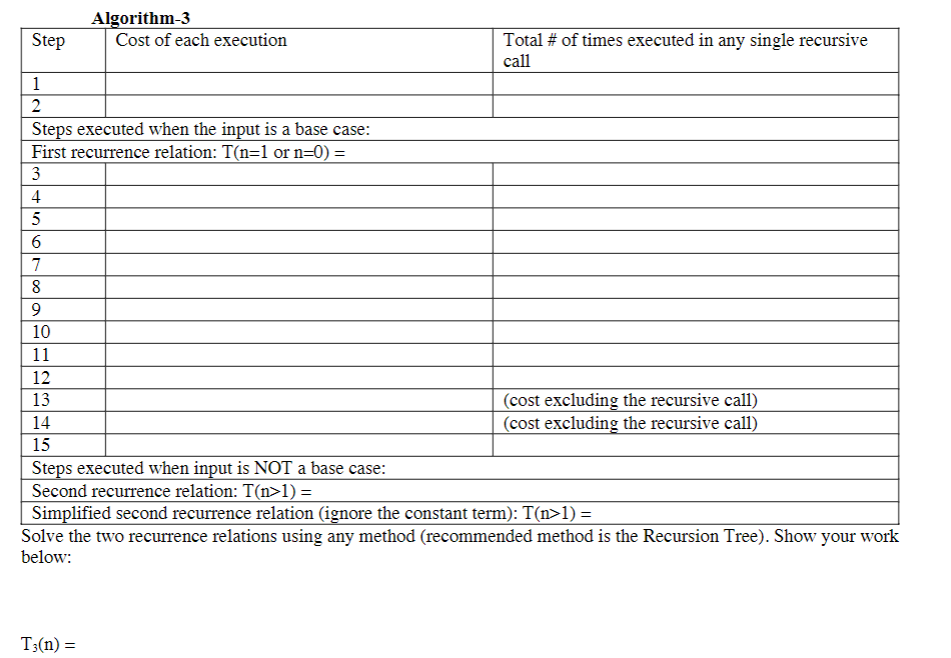 Algorithm-3
Step Cost of each execution Total # of times executed in any single recursive
call
1
2
Steps executed when the input is a base case:
First recurrence relation: T(n=1 or n=0) =
3
4
5
6
7
8
9
10
11
12
13 (cost excluding the recursive call)
14 (cost excluding the recursive call)
15
Steps executed when input is NOT a base case:
Second recurrence relation: T(n>1) =
Simplified second recurrence relation (ignore the constant term): T(n>1) =
Solve the two recurrence relations using any method (recommended method is the Recursion Tree). Show your work
below:
T₃(n) =